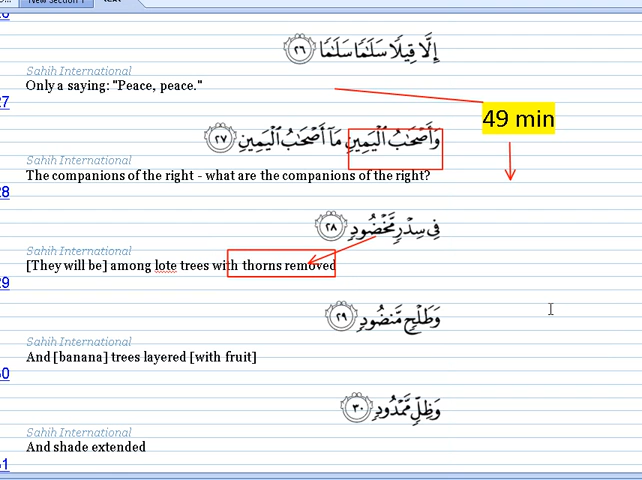 New Section 1
إِلَّا قِيلًا سَلَٰمًا سَلَٰمًا ٢٦
Sahih International
Only a saying: "Peace, peace."
27
49 min
وَأَصْحَٰبُ ٱلْيَمِينِ مَآ أَصْحَٰبُ ٱلْيَمِينِ ٢٧
Sahih International
The companions of the right - what are the companions of the right?
28
فِى سِدْرٍ مَّخْضُودٍ ٢٨
Sahih International
[They will be] among lote trees with thorns removed
29
وَطَلْحٍ مَّنضُودٍ ٢٩
Sahih International
And [banana] trees layered [with fruit]
30
وَظِلٍّ مَّمْدُودٍ ٣٠
Sahih International
And shade extended
31